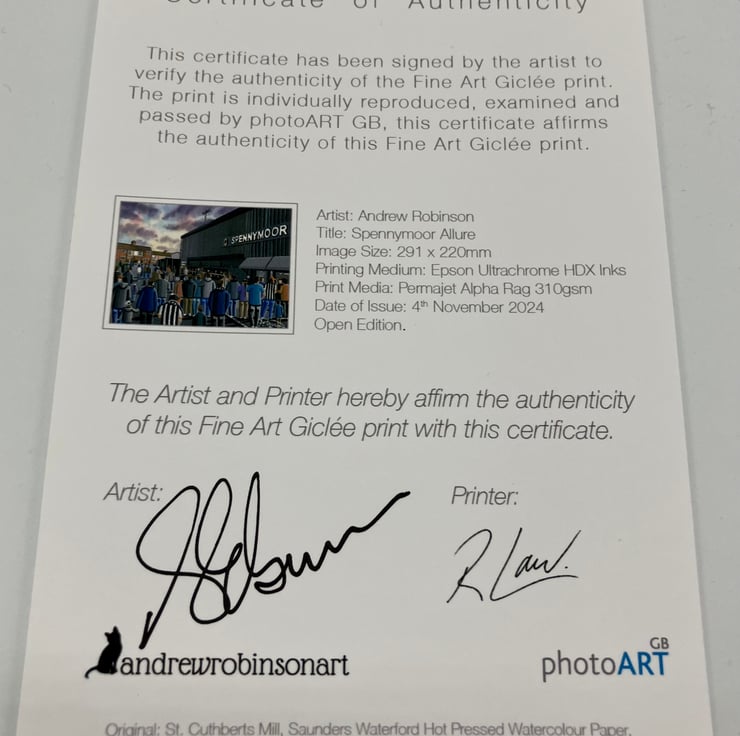 Certificate of Authenticity
This certificate has been signed by the artist to
verify the authenticity of the Fine Art Giclée print.
The print is individually reproduced, examined and
passed by photoART GB, this certificate affirms
the authenticity of this Fine Art Giclée print.
SPENNYMOOR
Artist: Andrew Robinson
Title: Spennymoor Allure
Image Size: 291 x 220mm
Printing Medium: Epson Ultrachrome HDX Inks
Print Media: Permajet Alpha Rag 310gsm
Date of Issue: 4th November 2024
Open Edition.
The Artist and Printer hereby affirm the authenticity
of this Fine Art Giclée print with this certificate.
Artist:
Printer:
R Law.
andrewrobinsonart
photoART GB
Original: St. Cuthberts Mill, Saunders Waterford Hot Pressed Watercolour Paper.